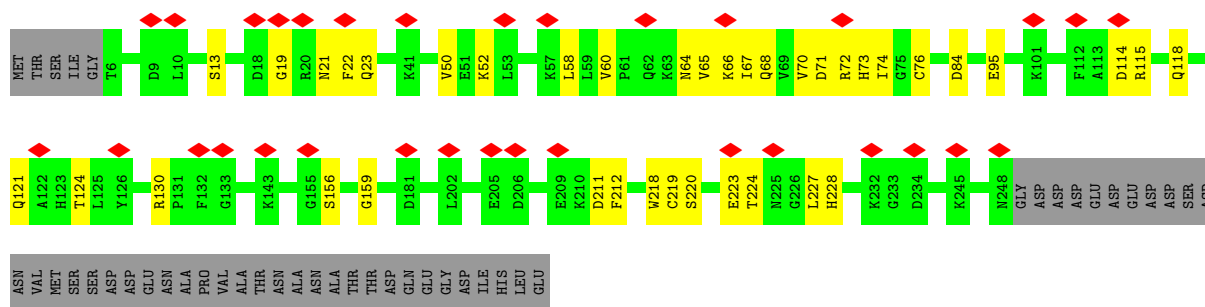 MET THR SER ILE GLY T6 D9 L10 S13 D18 G19 R20 N21 F22 Q23 K41 V50 E51 K52 L53 K57 L58 L59 V60 P61 Q62 K63 N64 V65 K66 I67 Q68 V69 V70 D71 R72 H73 I74 G75 C76 D84 E95 K101 F112 A113 D114 R115 Q118
Q121 A122 H123 T124 L125 Y126 R130 P131 F132 G133 K143 G155 S156 G159 D181 L202 E205 D206 E209 K210 D211 F212 W218 C219 S220 E223 T224 N225 G226 L227 H228 K232 G233 D234 K245 N248 GLY ASP ASP ASP GLU ASP GLU ASP ASP SER
ASN VAL MET SER SER ASP ASP GLU ASN ALA PRO VAL ALA THR ASN ALA ASN ALA THR THR ASP GLN GLU GLY ASP ILE HIS LEU GLU